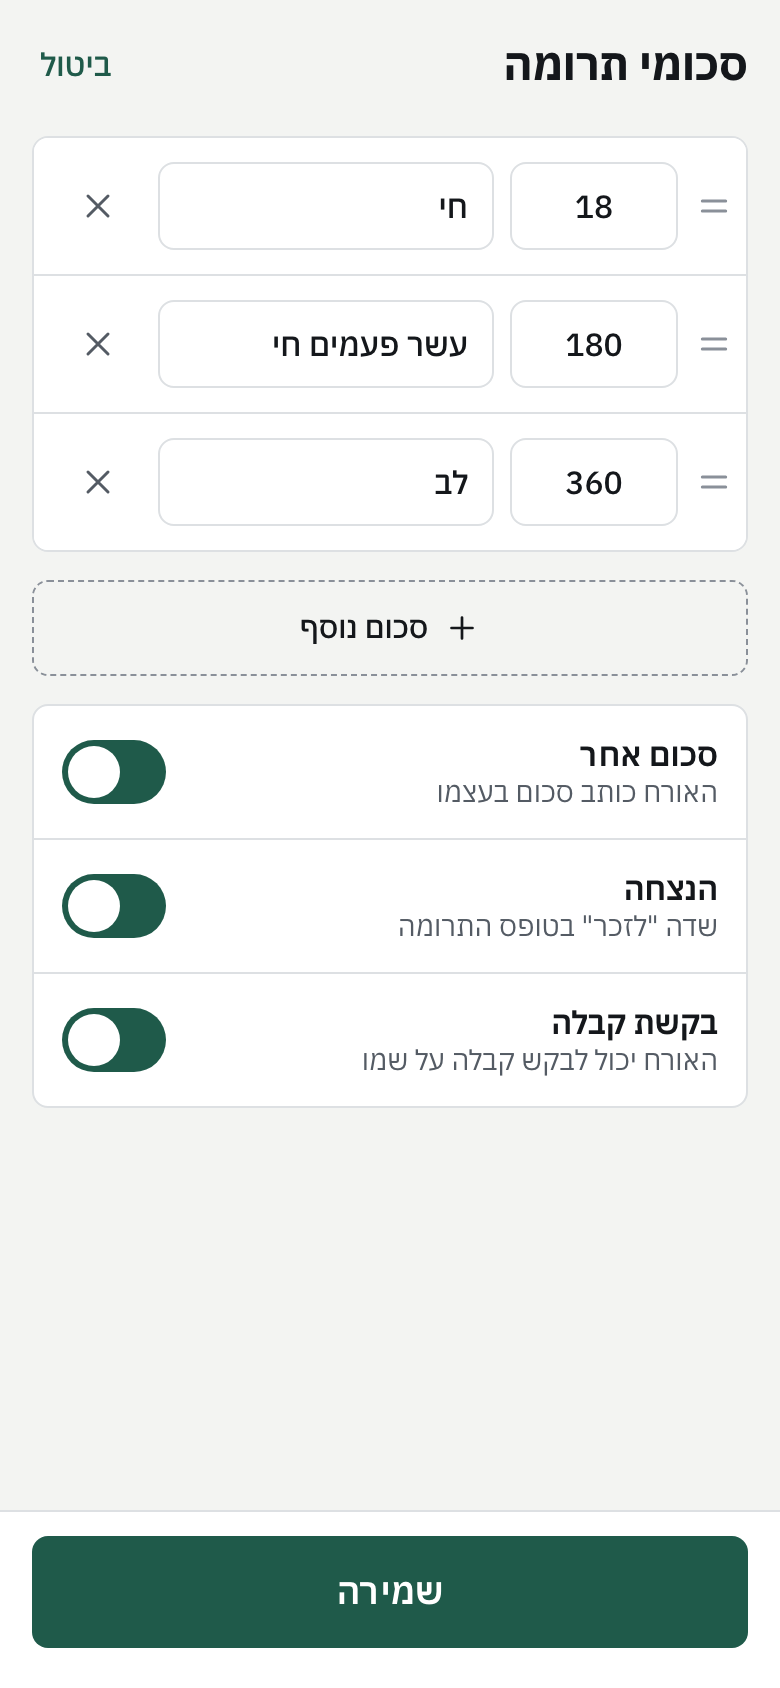 סכומי תרומה
ביטול
18
חי
180
עשר פעמים חי
360
לב
סכום נוסף
סכום אחר
האורח כותב סכום בעצמו
הנצחה
שדה "לזכר" בטופס התרומה
בקשת קבלה
האורח יכול לבקש קבלה על שמו
שמירה